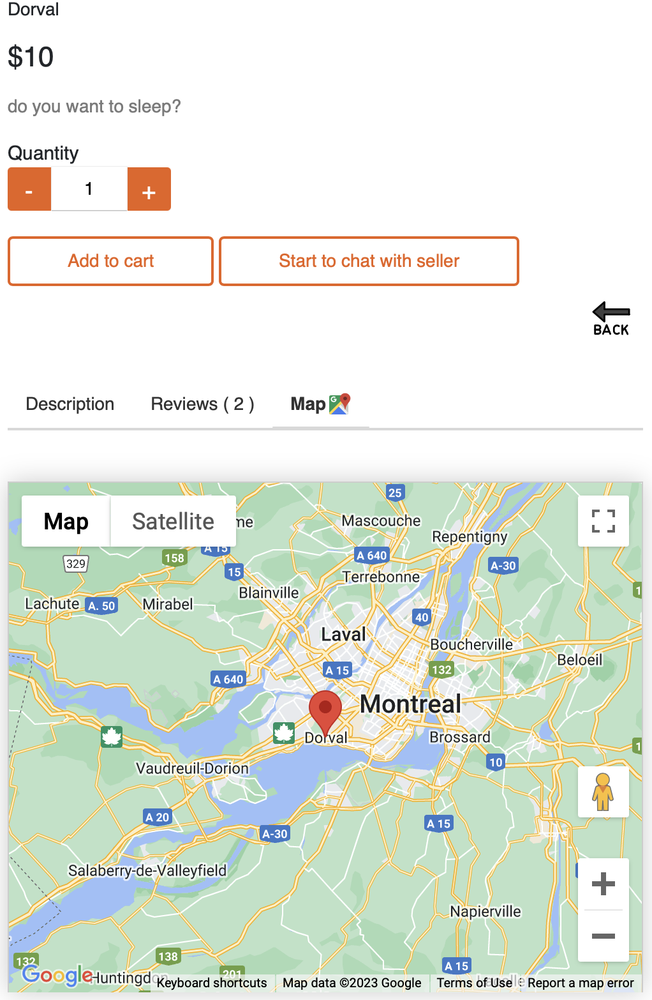 Dorval
$10
do you want to sleep?
Quantity
- 1 +
Add to cart
Start to chat with seller
BACK
Description
Reviews ( 2 )
Map
G
Map
Satellite
me
25
Mascouche
Repentigny
A 15
158
A 640
329
15
A-30
Terrebonne
Blainville
Lachute
A. 50
Mirabel
40
Laval
Boucherville
Beloeil
A 15
132
A 640
Montreal
Dorval
Brossard
10
Vaudreuil-Dorion
A 20
A 15
A-30
Salaberry-de-Valleyfield
Napierville
132
138
201
A 15
Google
Huntingdon
Keyboard shortcuts
Map data ©2023 Google
Terms of Use
Report a map error